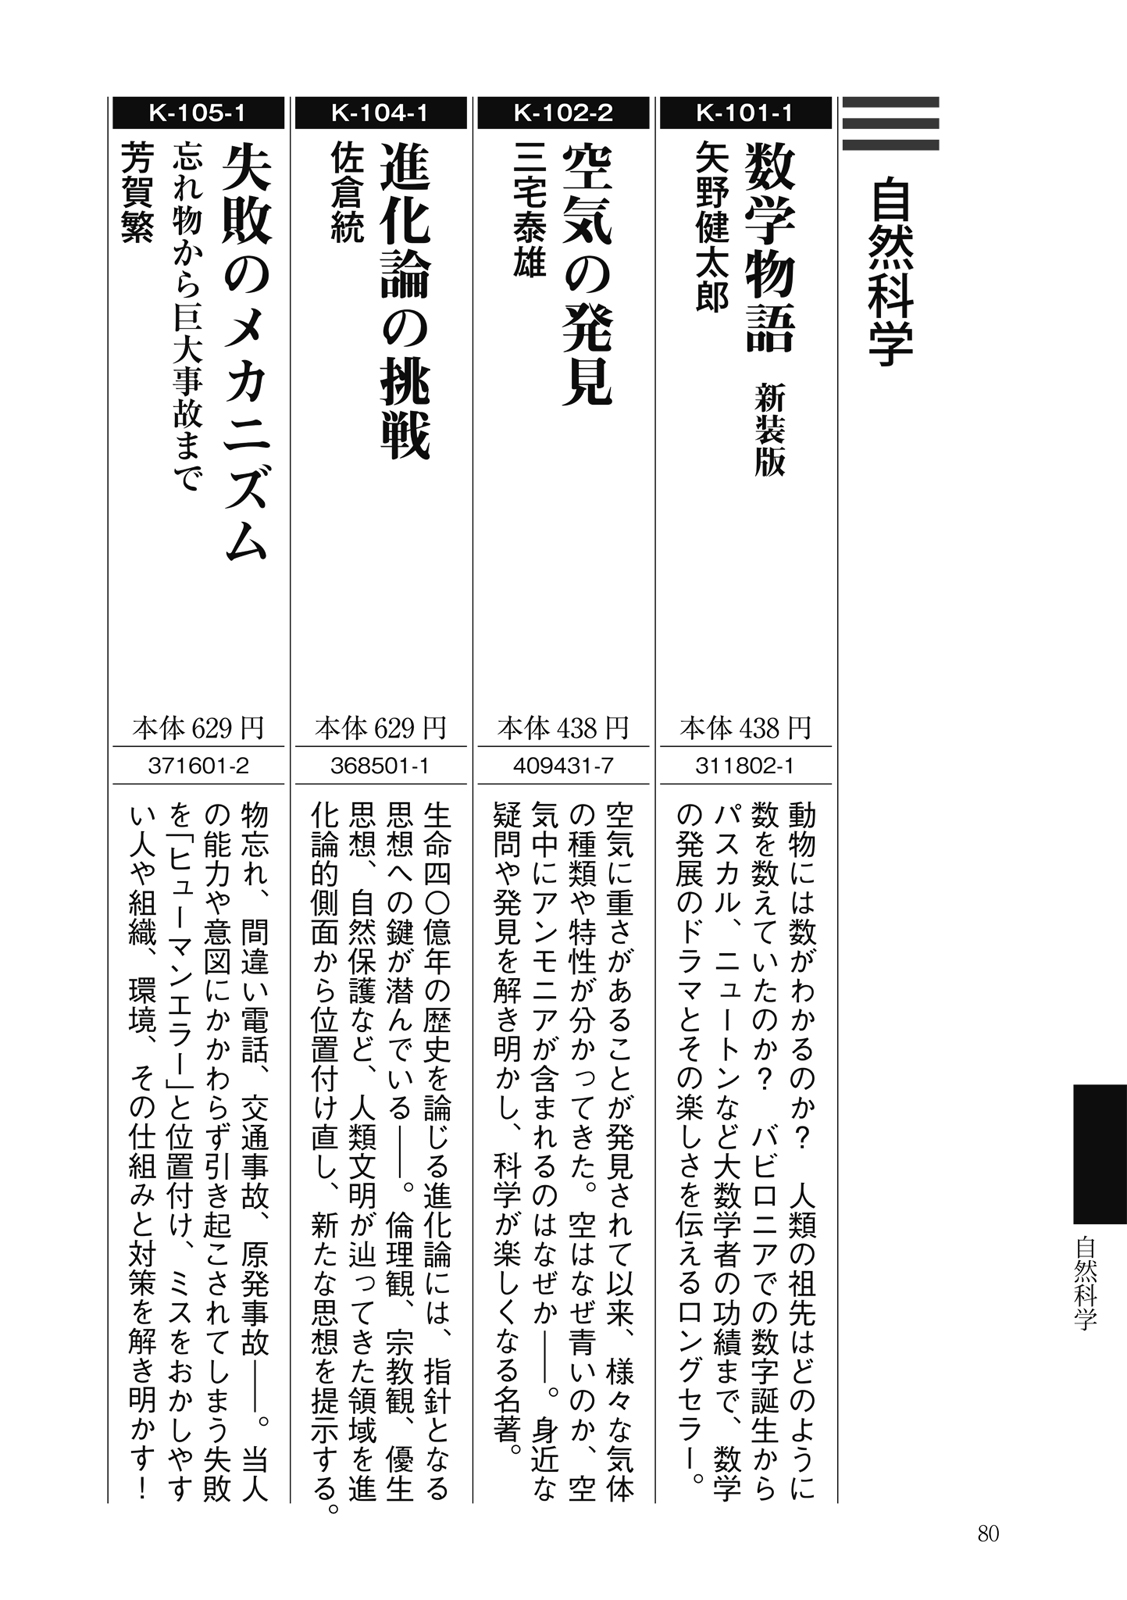 自然科学
K-101-1
数学物語 新装版
矢野健太郎
本体438円
311802-1
動物には数がわかるのか？ 人類の祖先はどのように
数を数えていたのか？ バビロニアでの数字誕生から
パスカル、ニュートンなど大数学者の功績まで、数学
の発展のドラマとその楽しさを伝えるロングセラー。
K-102-2
空気の発見
三宅泰雄
本体438円
409431-7
空気に重さがあることが発見されて以来、様々な気体
の種類や特性が分かってきた。空はなぜ青いのか、空
気中にアンモニアが含まれるのはなぜか――。身近な
疑問や発見を解き明かし、科学が楽しくなる名著。
K-104-1
進化論の挑戦
佐倉統
本体629円
368501-1
生命四〇億年の歴史を論じる進化論には、指針となる
思想への鍵が潜んでいる――。倫理観、宗教観、優生
思想、自然保護など、人類文明が辿ってきた領域を進
化論的側面から位置付け直し、新たな思想を提示する。
K-105-1
失敗のメカニズム
忘れ物から巨大事故まで
芳賀繁
本体629円
371601-2
物忘れ、間違い電話、交通事故、原発事故――。当人
の能力や意図にかかわらず引き起こされてしまう失敗
を「ヒューマンエラー」と位置付け、ミスをおかしやす
い人や組織、環境、その仕組みと対策を解き明かす！
自然科学
80